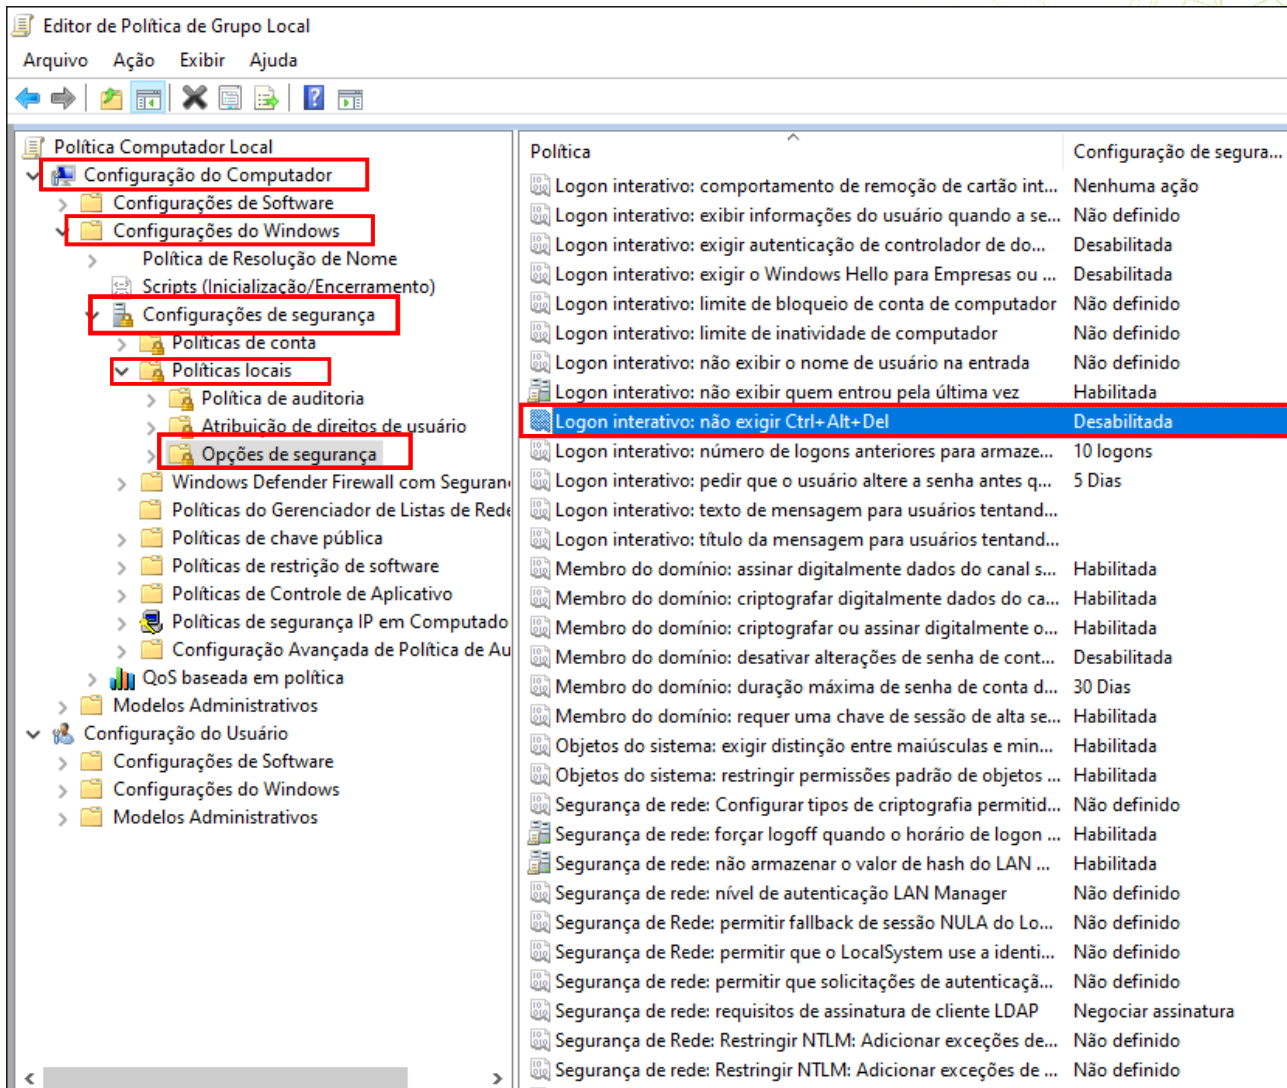 Editor de Política de Grupo Local
Arquivo Ação Exibir Ajuda
Política Computador Local
Configuração do Computador
Configurações de Software
Configurações do Windows
Política de Resolução de Nome
Scripts (Inicialização/Encerramento)
Configurações de segurança
Políticas de conta
Políticas locais
Política de auditoria
Atribuição de direitos de usuário
Opções de segurança
Windows Defender Firewall com Seguran
Políticas do Gerenciador de Listas de Rede
Políticas de chave pública
Políticas de restrição de software
Políticas de Controle de Aplicativo
Políticas de segurança IP em Computado
Configuração Avançada de Política de Au
QoS baseada em política
Modelos Administrativos
Configuração do Usuário
Configurações de Software
Configurações do Windows
Modelos Administrativos
Política Configuração de segura...
Logon interativo: comportamento de remoção de cartão int... Nenhuma ação
Logon interativo: exibir informações do usuário quando a se... Não definido
Logon interativo: exigir autenticação de controlador de do... Desabilitada
Logon interativo: exigir o Windows Hello para Empresas ou ... Desabilitada
Logon interativo: limite de bloqueio de conta de computador Não definido
Logon interativo: limite de inatividade de computador Não definido
Logon interativo: não exibir o nome de usuário na entrada Não definido
Logon interativo: não exibir quem entrou pela última vez Habilitada
Logon interativo: não exigir Ctrl+Alt+Del Desabilitada
Logon interativo: número de logons anteriores para armaze... 10 logons
Logon interativo: pedir que o usuário altere a senha antes q... 5 Dias
Logon interativo: texto de mensagem para usuários tentand...
Logon interativo: título da mensagem para usuários tentand...
Membro do domínio: assinar digitalmente dados do canal s... Habilitada
Membro do domínio: criptografar digitalmente dados do ca... Habilitada
Membro do domínio: criptografar ou assinar digitalmente o... Habilitada
Membro do domínio: desativar alterações de senha de cont... Desabilitada
Membro do domínio: duração máxima de senha de conta d... 30 Dias
Membro do domínio: requer uma chave de sessão de alta se... Habilitada
Objetos do sistema: exigir distinção entre maiúsculas e min... Habilitada
Objetos do sistema: restringir permissões padrão de objetos ... Habilitada
Segurança de rede: Configurar tipos de criptografia permitid... Não definido
Segurança de rede: forçar logoff quando o horário de logon ... Habilitada
Segurança de rede: não armazenar o valor de hash do LAN ... Habilitada
Segurança de rede: nível de autenticação LAN Manager Não definido
Segurança de Rede: permitir fallback de sessão NULA do Lo... Não definido
Segurança de Rede: permitir que o LocalSystem use a identi... Não definido
Segurança de rede: permitir que solicitações de autenticaçã... Não definido
Segurança de rede: requisitos de assinatura de cliente LDAP Negociar assinatura
Segurança de Rede: Restringir NTLM: Adicionar exceções de... Não definido
Segurança de rede: Restringir NTLM: Adicionar exceções de ... Não definido